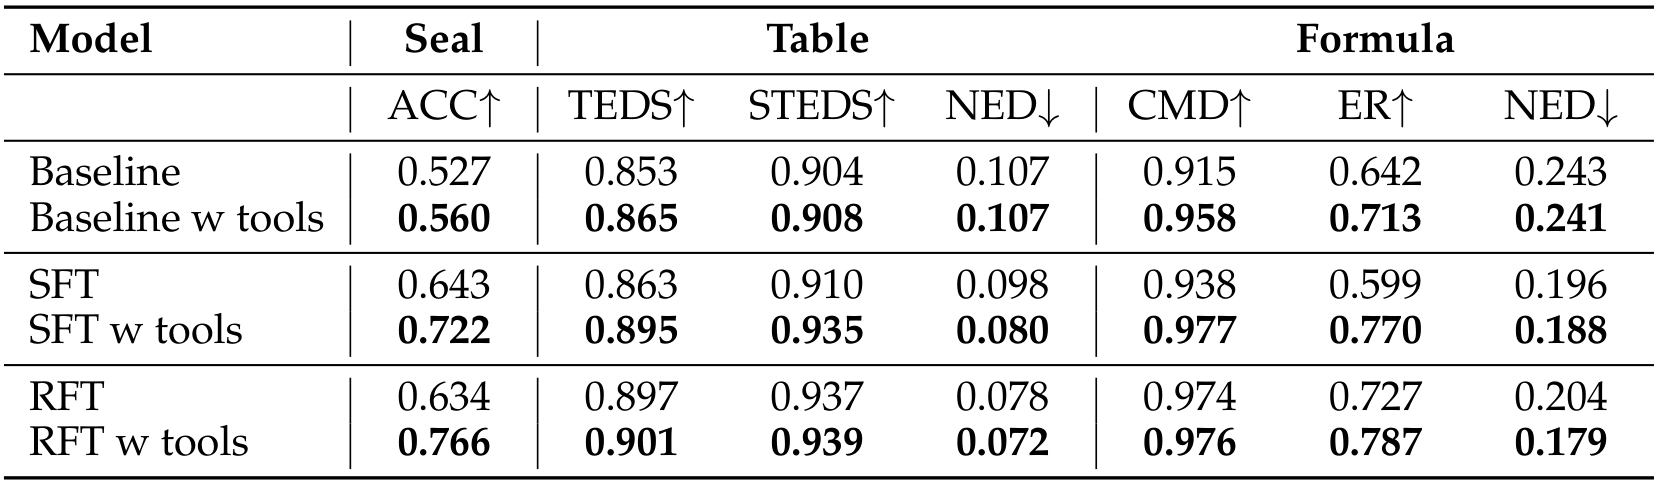 Model Seal Table Formula
ACC↑ TEDS↑ STEDS↑ NED↓ CMD↑ ER↑ NED↓
Baseline 0.527 0.853 0.904 0.107 0.915 0.642 0.243
Baseline w tools 0.560 0.865 0.908 0.107 0.958 0.713 0.241
SFT 0.643 0.863 0.910 0.098 0.938 0.599 0.196
SFT w tools 0.722 0.895 0.935 0.080 0.977 0.770 0.188
RFT 0.634 0.897 0.937 0.078 0.974 0.727 0.204
RFT w tools 0.766 0.901 0.939 0.072 0.976 0.787 0.179